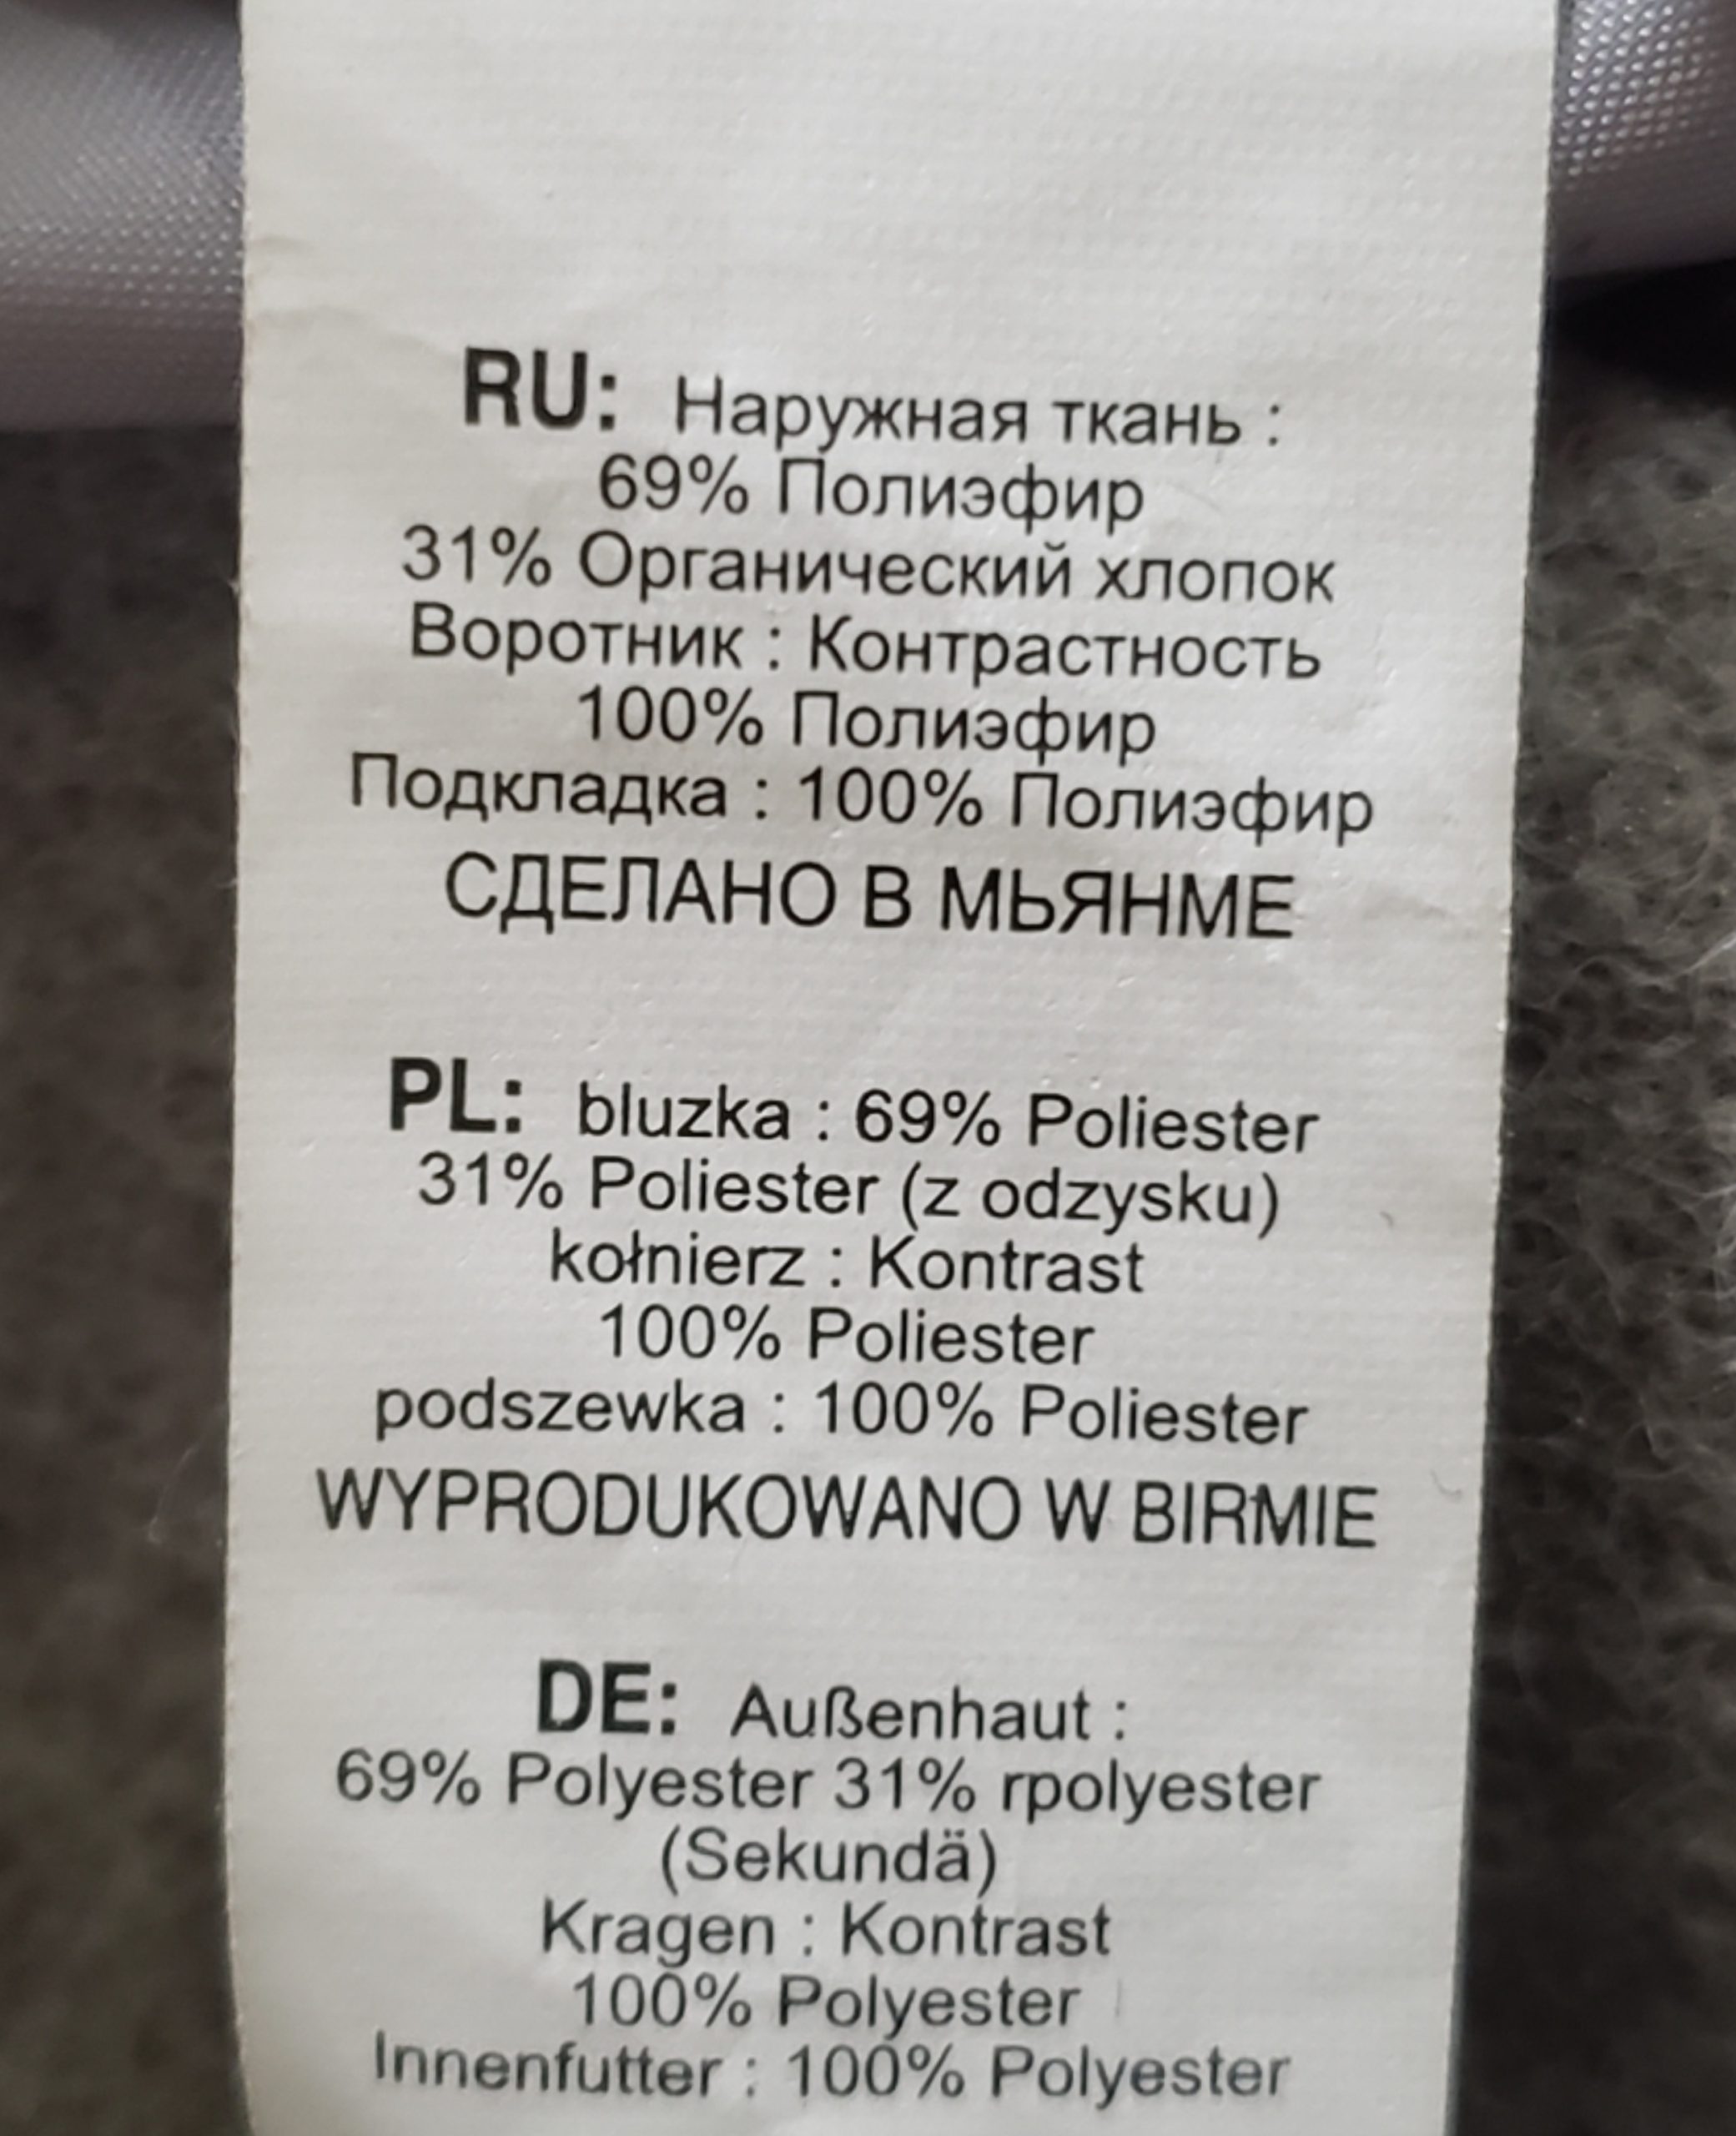 RU: Наружная ткань :
69% Полиэфир
31% Органический хлопок
Воротник : Контрастность
100% Полиэфир
Подкладка : 100% Полиэфир
СДЕЛАНО В МЬЯНМЕ
PL: bluzka : 69% Poliester
31% Poliester (z odzysku)
kołnierz : Kontrast
100% Poliester
podszewka : 100% Poliester
WYPRODUKOWANO W BIRMIE
DE: Außenhaut :
69% Polyester 31% rpolyester
(Sekundä)
Kragen : Kontrast
100% Polyester
Innenfutter : 100% Polyester